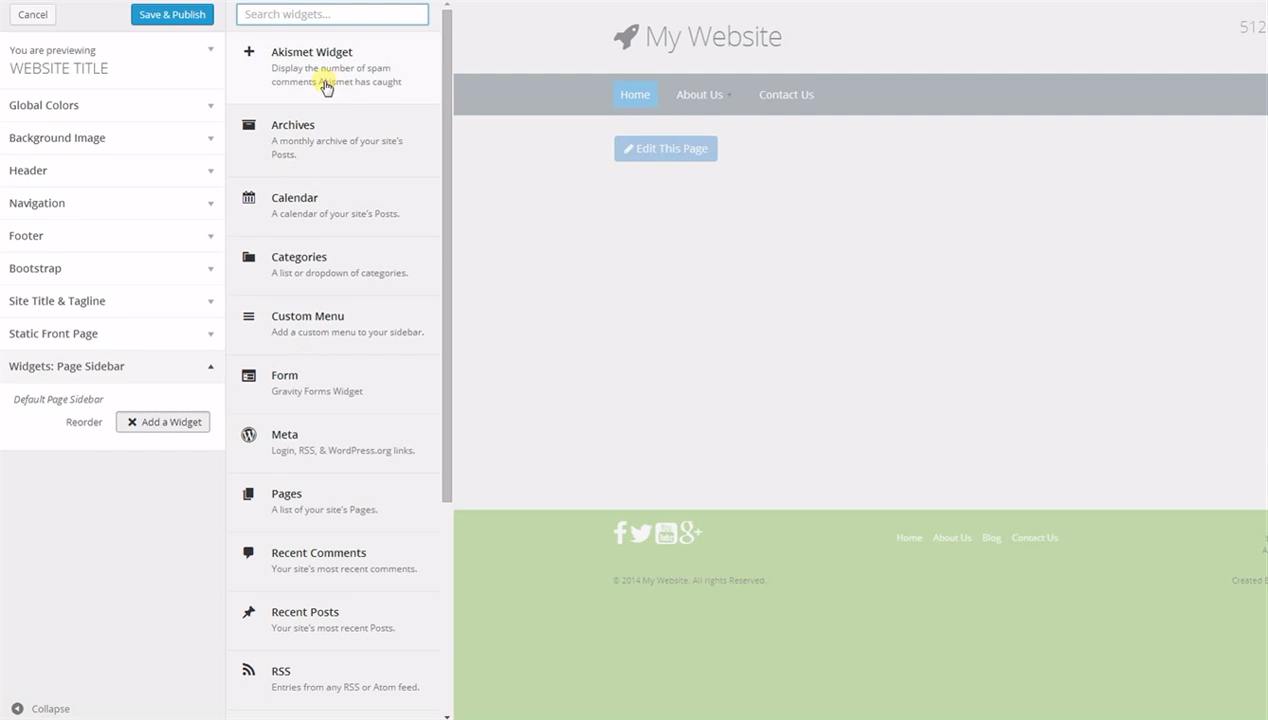 Cancel
Save & Publish
You are previewing
WEBSITE TITLE
Global Colors
Background Image
Header
Navigation
Footer
Bootstrap
Site Title & Tagline
Static Front Page
Widgets: Page Sidebar
Default Page Sidebar
Reorder
Add a Widget
Collapse
Search widgets...
Akismet Widget
Display the number of spam
comments Akismet has caught
Archives
A monthly archive of your site's
Posts.
Calendar
A calendar of your site's Posts.
Categories
A list or dropdown of categories.
Custom Menu
Add a custom menu to your sidebar.
Form
Gravity Forms Widget
Meta
Login, RSS, & WordPress.org links.
Pages
A list of your site's Pages.
Recent Comments
Your site's most recent comments.
Recent Posts
Your site's most recent Posts.
RSS
Entries from any RSS or Atom feed.
My Website
512
Home About Us Contact Us
Edit This Page
Home About Us Blog Contact Us
© 2014 My Website. All rights Reserved.
Created